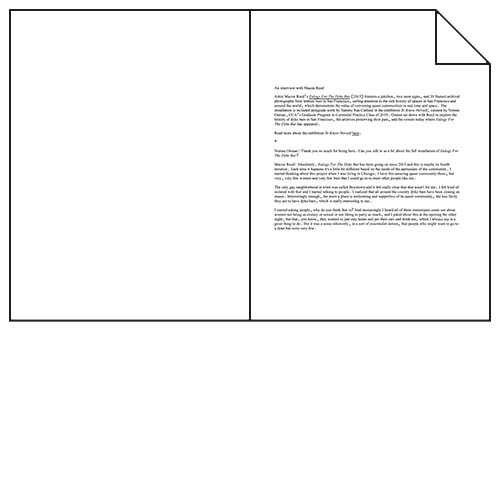 An interview with Macon Reed
Artist Macon Reed's Eulogy For The Dyke Bar (2015) features a jukebox, two neon signs, and 20 framed archival
photographs from lesbian bars in San Francisco, calling attention to the rich history of spaces in San Francisco and
around the world, which demonstrate the value of convening queer communities in real time and space. The
installation is included alongside work by Tammy Rae Carland in the exhibition To Know Herself, curated by
Osman, CCA's Graduate Program in Curatorial Practice Class of Osman sat down with Reed to explore the
history of dyke bars in San Francisco, the archives preserving their past, and the venues today where Eulogy For
The Dyke Bar has appeared.
Read more about the exhibition To Know Herself here.
*
Osman: Thank you so much for being here. Can you talk to us a bit about the full installation of Eulogy For
The Dyke Bar?
Macon Reed: Absolutely. Eulogy For The Dyke Bar has been going on since 2015 and this is maybe its fourth
iteration. Each time it happens it's a little bit different based on the needs of the particulars of the community. I
started thinking about this project when I was living in Chicago. I have this amazing queer community there, but
very, very few women and very few bars that I would go to to meet other people like me.
The only gay neighborhood in town was called Boystown and it felt really clear that that wasn't for me. I felt kind of
isolated with that and I started talking to people. I realized that all around the country dyke bars have been closing en
masse. Interestingly enough, the more a place is welcoming and supportive of its queer community, the less likely
they are to have dyke bars, which is really interesting to me.
I started asking people, why do you think that is? And increasingly I heard all of these stereotypes come out about
women not being as rowdy or sexual or not liking to party as much, and I joked about this at the opening the other
night, but that, you know, they wanted to just stay home and pet their cats and drink tea, which I always say is a
great thing to do. But it was a tone inherently, in a sort of essentialist notion, that people who might want to go to
a dyke bar were very few.